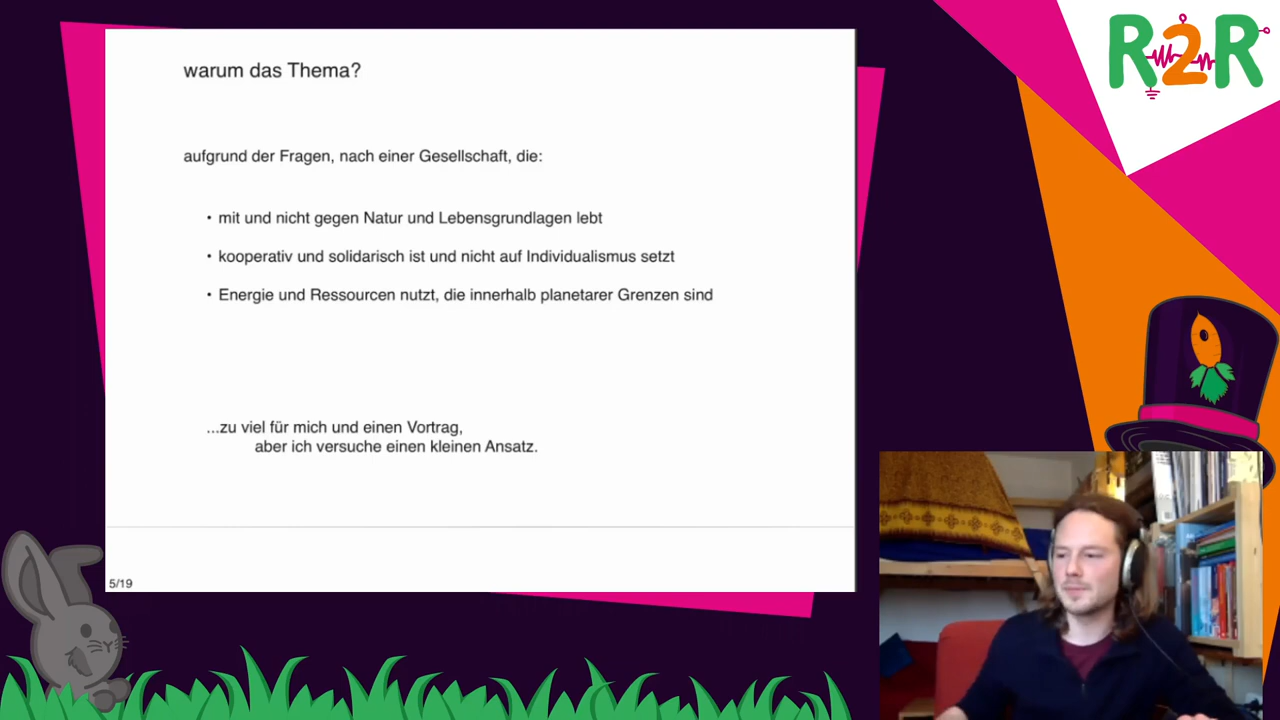 warum das Thema?
aufgrund der Fragen, nach einer Gesellschaft, die:
• mit und nicht gegen Natur und Lebensgrundlagen lebt
• kooperativ und solidarisch ist und nicht auf Individualismus setzt
• Energie und Ressourcen nutzt, die innerhalb planetarer Grenzen sind
...zu viel für mich und einen Vortrag,
aber ich versuche einen kleinen Ansatz.
5/19
R2R